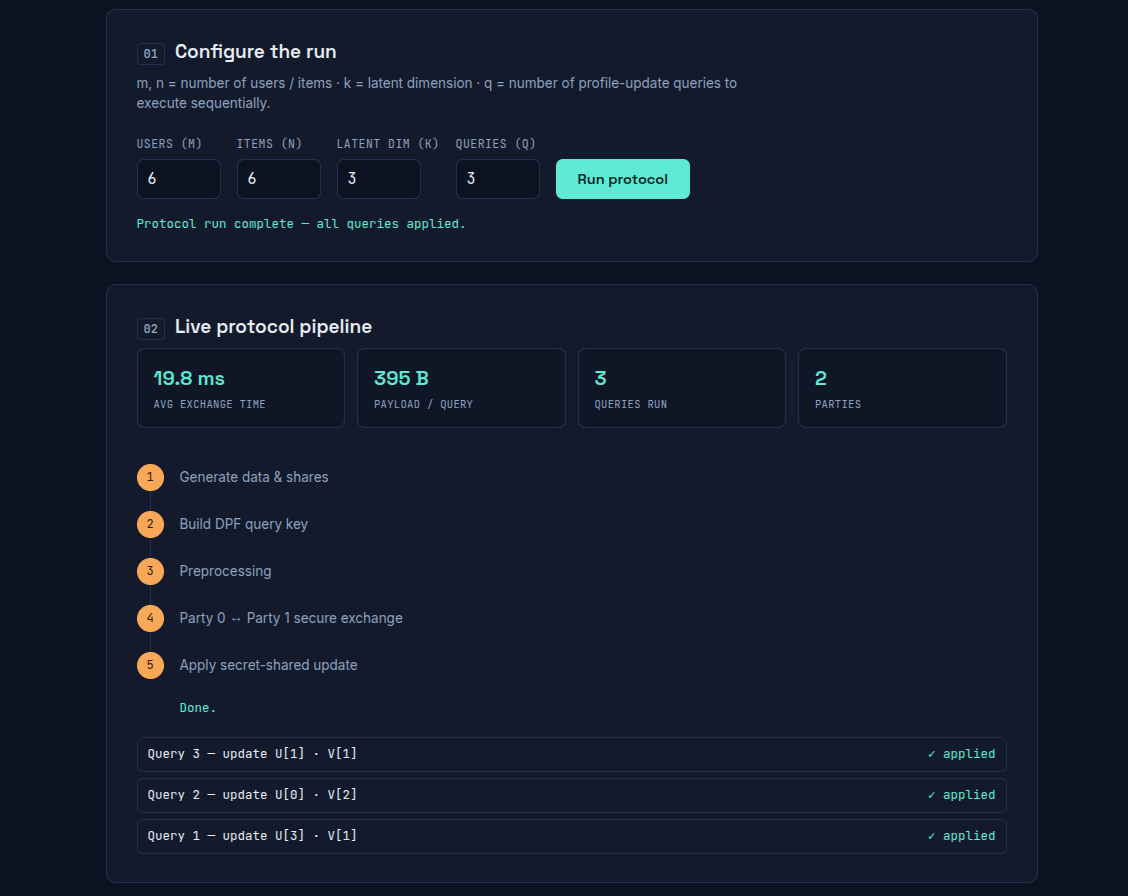 01 Configure the run
m, n = number of users / items · k = latent dimension · q = number of profile-update queries to
execute sequentially.
USERS (M) ITEMS (N) LATENT DIM (K) QUERIES (Q)
6 6 3 3 Run protocol
Protocol run complete — all queries applied.
02 Live protocol pipeline
19.8 ms 395 B 3 2
AVG EXCHANGE TIME PAYLOAD / QUERY QUERIES RUN PARTIES
1 Generate data & shares
2 Build DPF query key
3 Preprocessing
4 Party 0 ↔ Party 1 secure exchange
5 Apply secret-shared update
Done.
Query 3 — update U[1] · V[1] ✓ applied
Query 2 — update U[0] · V[2] ✓ applied
Query 1 — update U[3] · V[1] ✓ applied